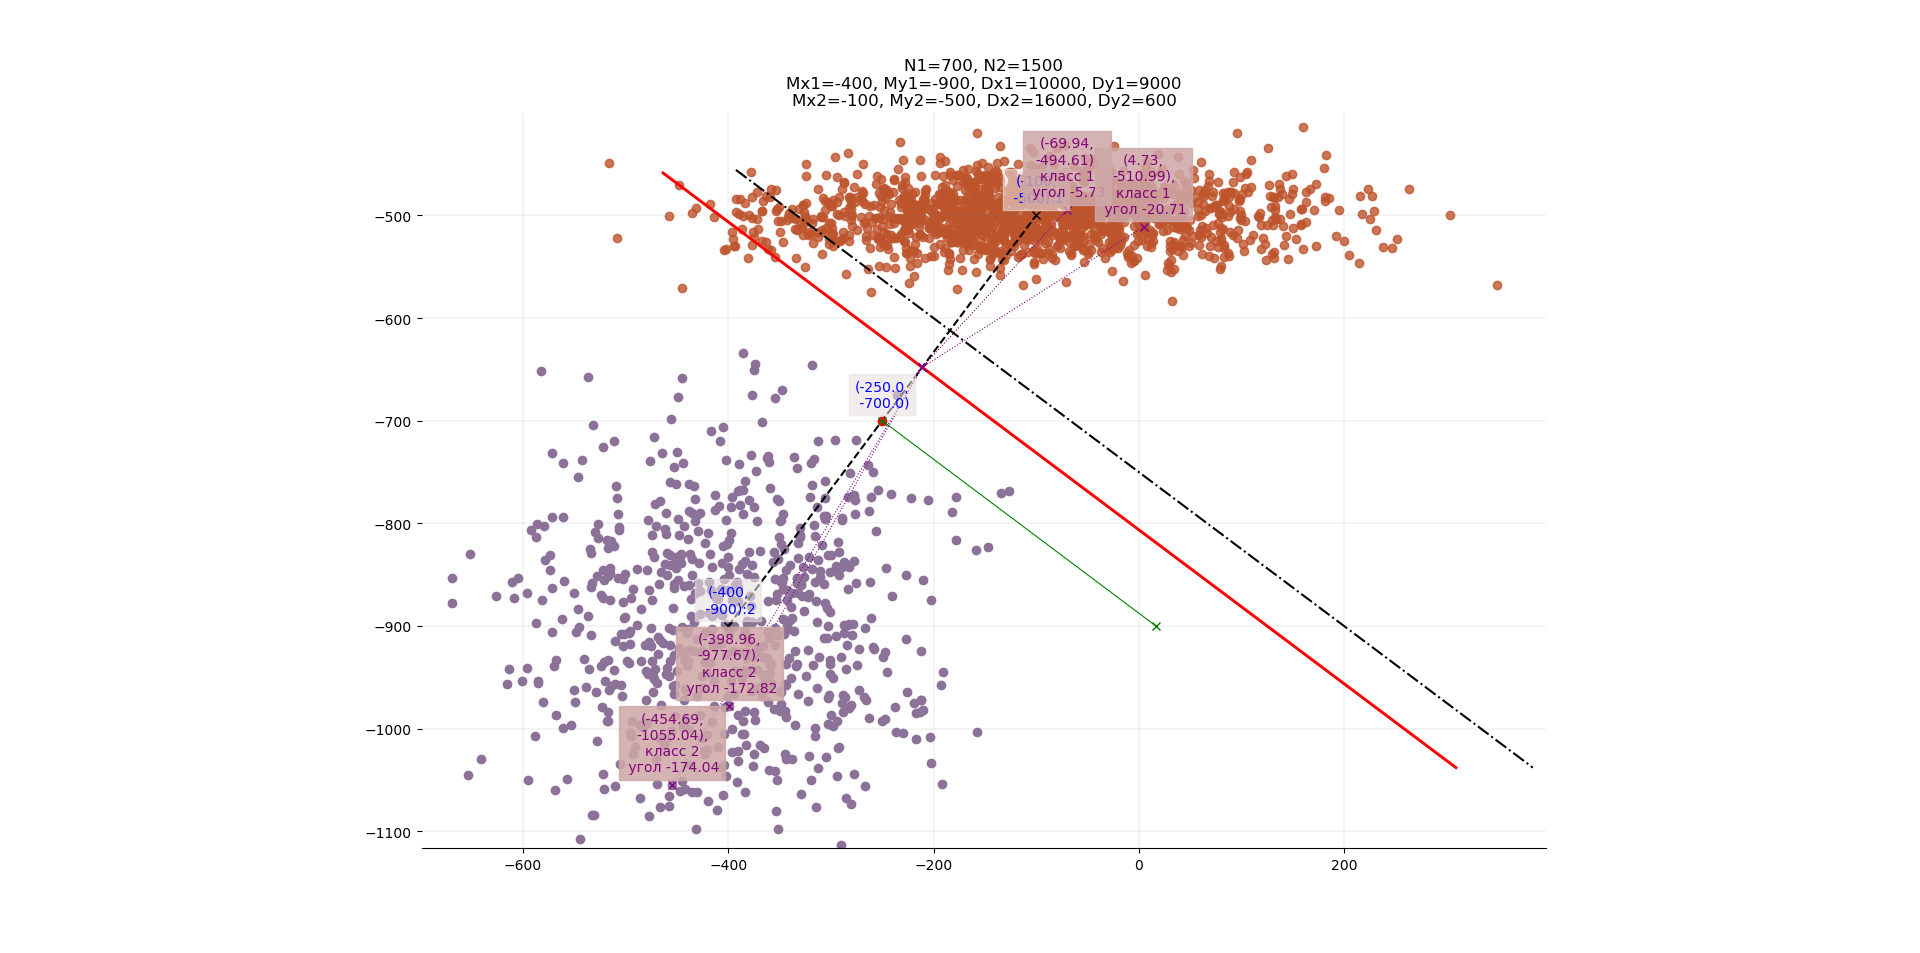 N1=700, N2=1500
Mx1=-400, My1=-900, Dx1=10000, Dy1=9000
Mx2=-100, My2=-500, Dx2=16000, Dy2=600
(-69.94,
-494.61)
класс 1
угол -5.73
(4.73,
-510.99),
класс 1
угол -20.71
−500
−600
(-250.0,
-700.0)
−700
−800
(-400,
-900):2
−900
(-398.96,
-977.67),
класс 2
угол -172.82
(-454.69,
-1055.04),
класс 2
угол -174.04
−1000
−1100
−600
−400
−200
0
200